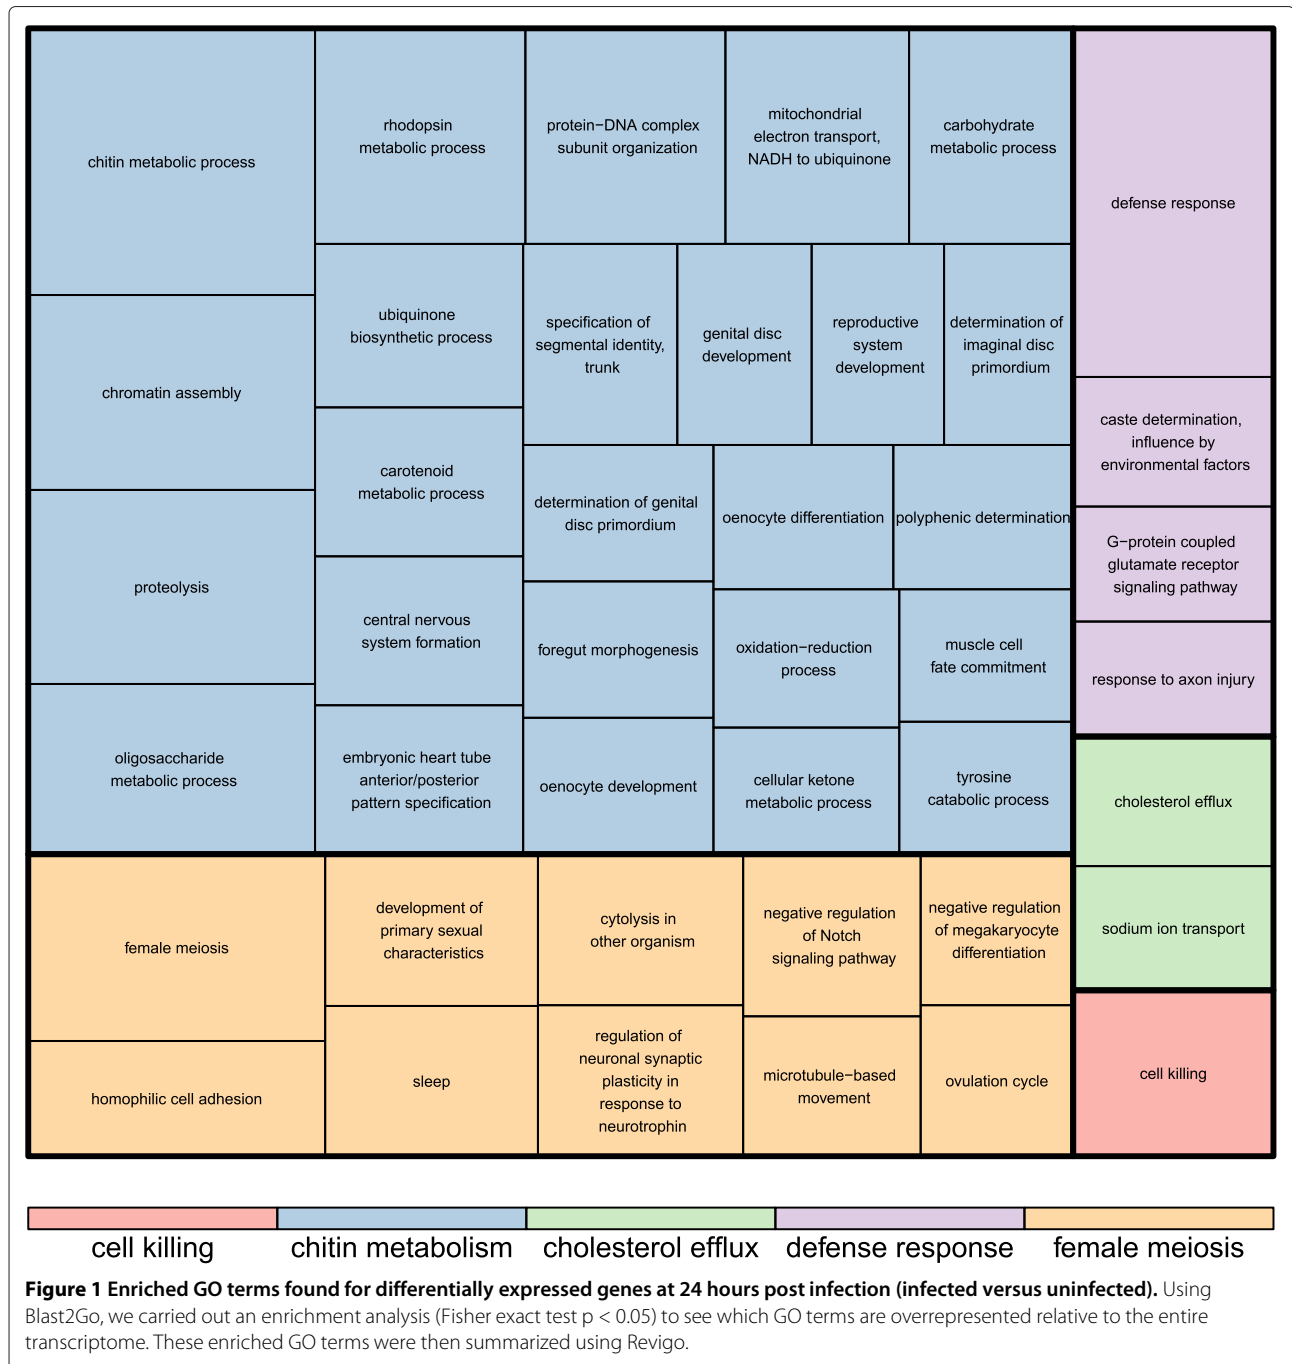 chitin metabolic process
chromatin assembly
proteolysis
oligosaccharide
metabolic process
rhodopsin
metabolic process
ubiquinone
biosynthetic process
carotenoid
metabolic process
central nervous
system formation
embryonic heart tube
anterior/posterior
pattern specification
protein−DNA complex
subunit organization
mitochondrial
electron transport,
NADH to ubiquinone
carbohydrate
metabolic process
specification of
segmental identity,
trunk
genital disc
development
reproductive
system
development
determination of
imaginal disc
primordium
determination of genital
disc primordium
oenocyte differentiation
polyphenic determination
foregut morphogenesis
oxidation−reduction
process
muscle cell
fate commitment
oenocyte development
cellular ketone
metabolic process
tyrosine
catabolic process
defense response
caste determination,
influence by
environmental factors
G−protein coupled
glutamate receptor
signaling pathway
response to axon injury
cholesterol efflux
sodium ion transport
cell killing
female meiosis
homophilic cell adhesion
development of
primary sexual
characteristics
sleep
cytolysis in
other organism
regulation of
neuronal synaptic
plasticity in
response to
neurotrophin
negative regulation
of Notch
signaling pathway
microtubule−based
movement
negative regulation
of megakaryocyte
differentiation
ovulation cycle
cell killing
chitin metabolism
cholesterol efflux
defense response
female meiosis
Figure 1 Enriched GO terms found for differentially expressed genes at 24 hours post infection (infected versus uninfected). Using
Blast2Go, we carried out an enrichment analysis (Fisher exact test p < 0.05) to see which GO terms are overrepresented relative to the entire
transcriptome. These enriched GO terms were then summarized using Revigo.